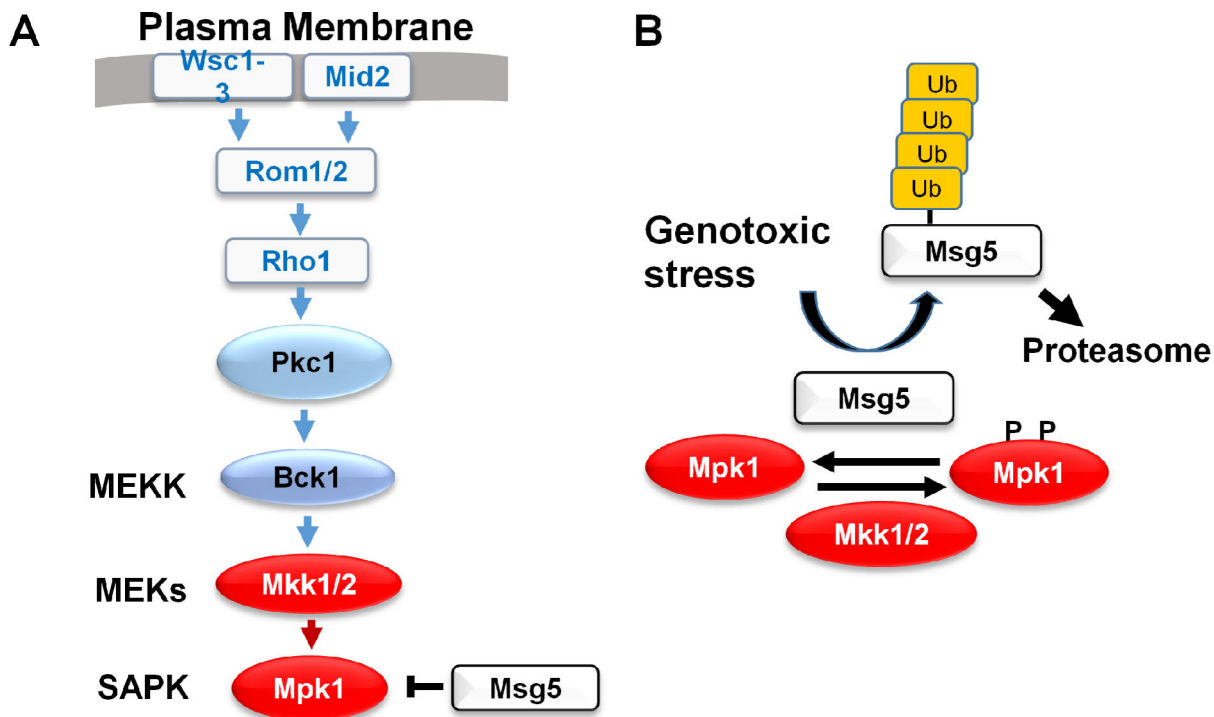 A
Plasma Membrane
Wsc1-
3
Mid2
Rom1/2
Rho1
Pkc1
MEKK
Bck1
MEKs
Mkk1/2
SAPK
Mpk1
Msg5
B
Ub
Ub
Ub
Ub
Genotoxic
stress
Msg5
Proteasome
Msg5
P P
Mpk1
Mpk1
Mkk1/2